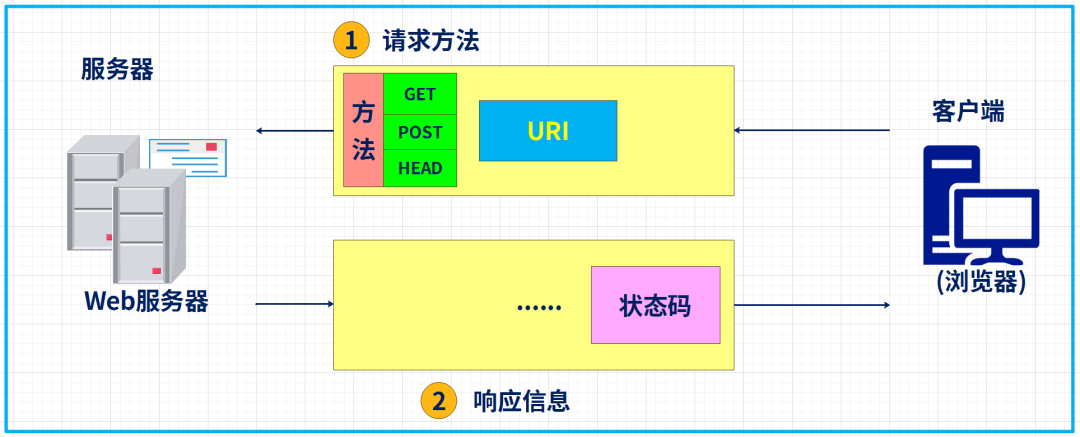 1 请求方法
服务器
方法
GET
POST
HEAD
URI
客户端
(浏览器)
Web服务器
······
状态码
2 响应信息